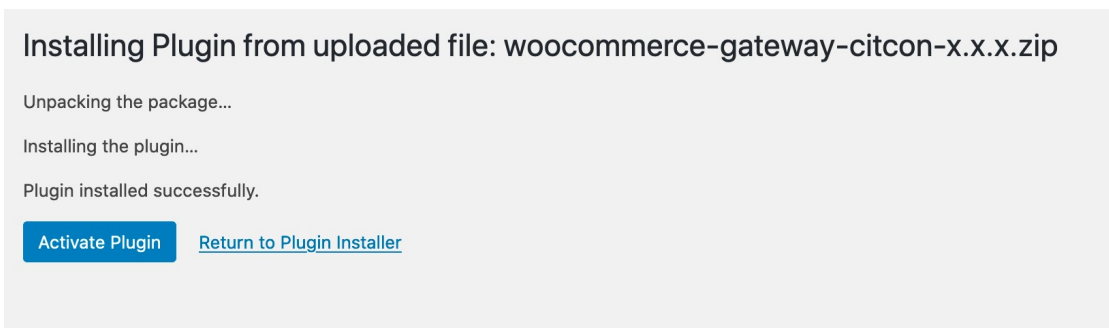 Installing Plugin from uploaded file: woocommerce-gateway-citcon-x.x.x.zip
Unpacking the package...
Installing the plugin...
Plugin installed successfully.
Activate Plugin Return to Plugin Installer